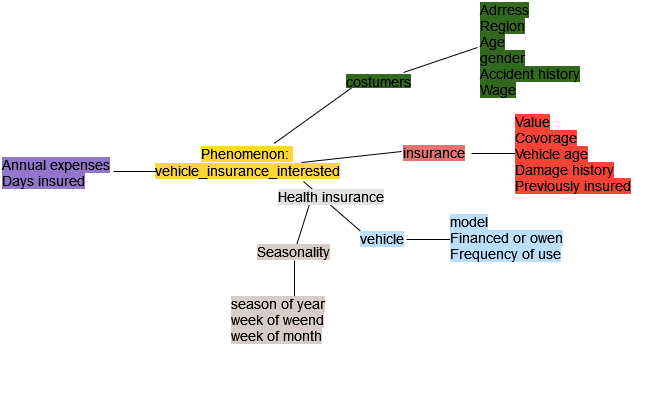 Adrress
Region
Age
gender
Accident history
Wage
costumers
Value
Covorage
Vehicle age
Damage history
Previously insured
insurance
Phenomenon:
vehicle_insurance_interested
Annual expenses
Days insured
Health insurance
model
Financed or owen
Frequency of use
vehicle
Seasonality
season of year
week of weend
week of month